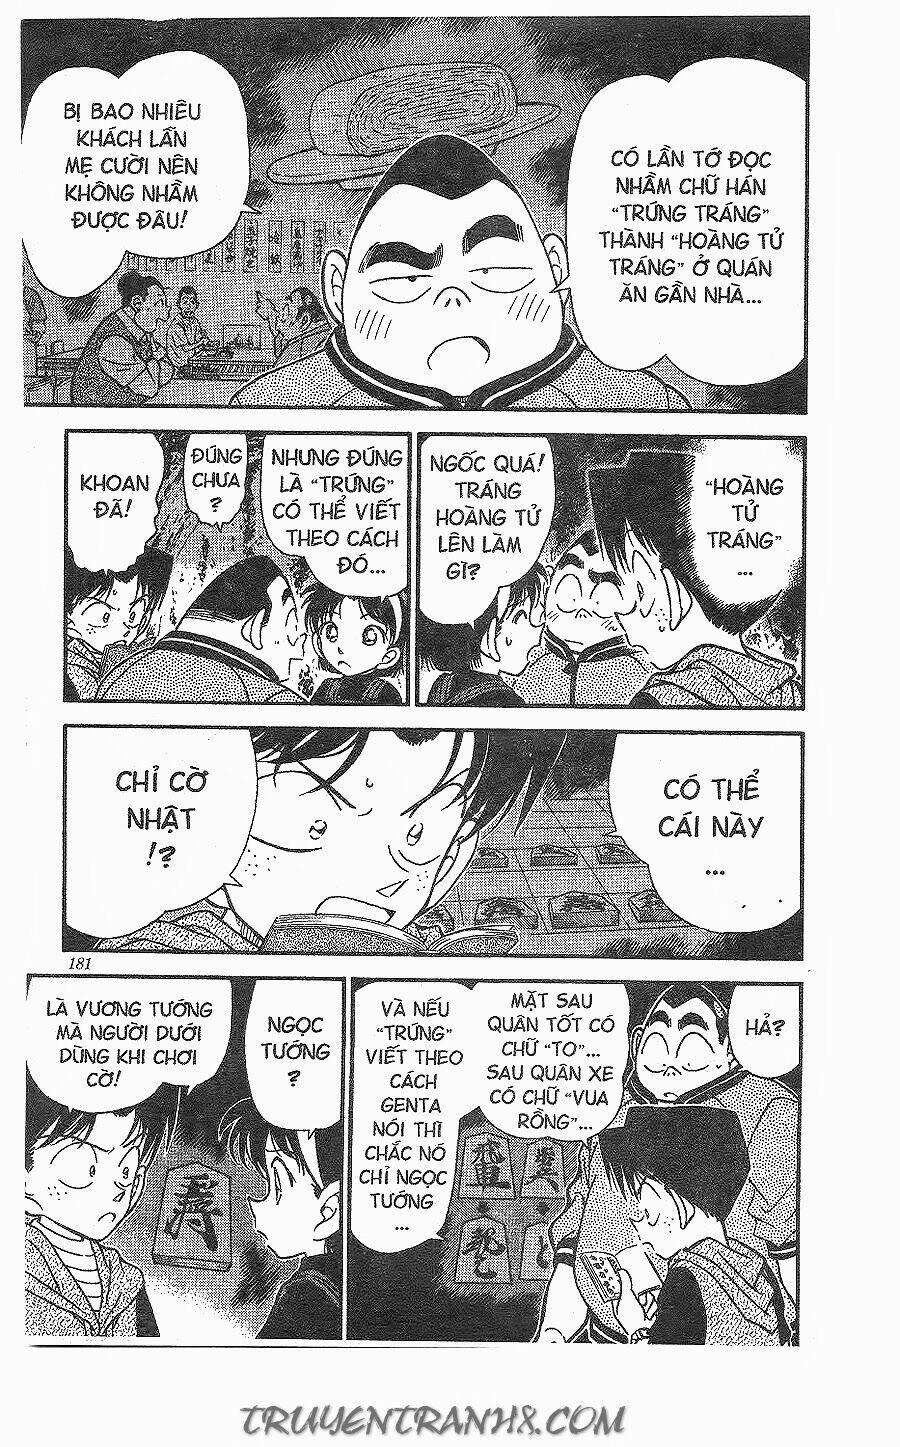 CÓ LẦN TỚ ĐỌC
NHẦM CHỮ HÁN
"TRỨNG TRÁNG"
THÀNH "HOÀNG TỬ
TRÁNG" Ở QUÁN
ĂN GẦN NHÀ...
BỊ BAO NHIÊU
KHÁCH LẪN
MẸ CƯỜI NÊN
KHÔNG NHẦM
ĐƯỢC ĐÂU!
"HOÀNG
TỬ
TRÁNG"
...
NGỐC QUÁ!
TRÁNG
HOÀNG TỬ
LÊN LÀM
GÌ?
NHƯNG ĐÚNG
LÀ "TRỨNG"
CÓ THỂ VIẾT
THEO CÁCH
ĐÓ...
ĐÚNG
CHƯA
?
KHOAN
ĐÃ!
CÓ THỂ
CÁI NÀY
...
CHỈ CỜ
NHẬT
!?
181
HẢ?
MẶT SAU
QUÂN TỐT CÓ
CHỮ "TO"...
SAU QUÂN XE
CÓ CHỮ "VUA
RỒNG"...
VÀ NẾU
"TRỨNG"
VIẾT THEO
CÁCH
GENTA
NÓI THÌ
CHẮC NÓ
CHỈ NGỌC
TƯỚNG
...
NGỌC
TƯỚNG
?
LÀ VƯƠNG TƯỚNG
MÀ NGƯỜI DƯỚI
DÙNG KHI CHƠI
CỜ!
TRUYENTRANH8.COM